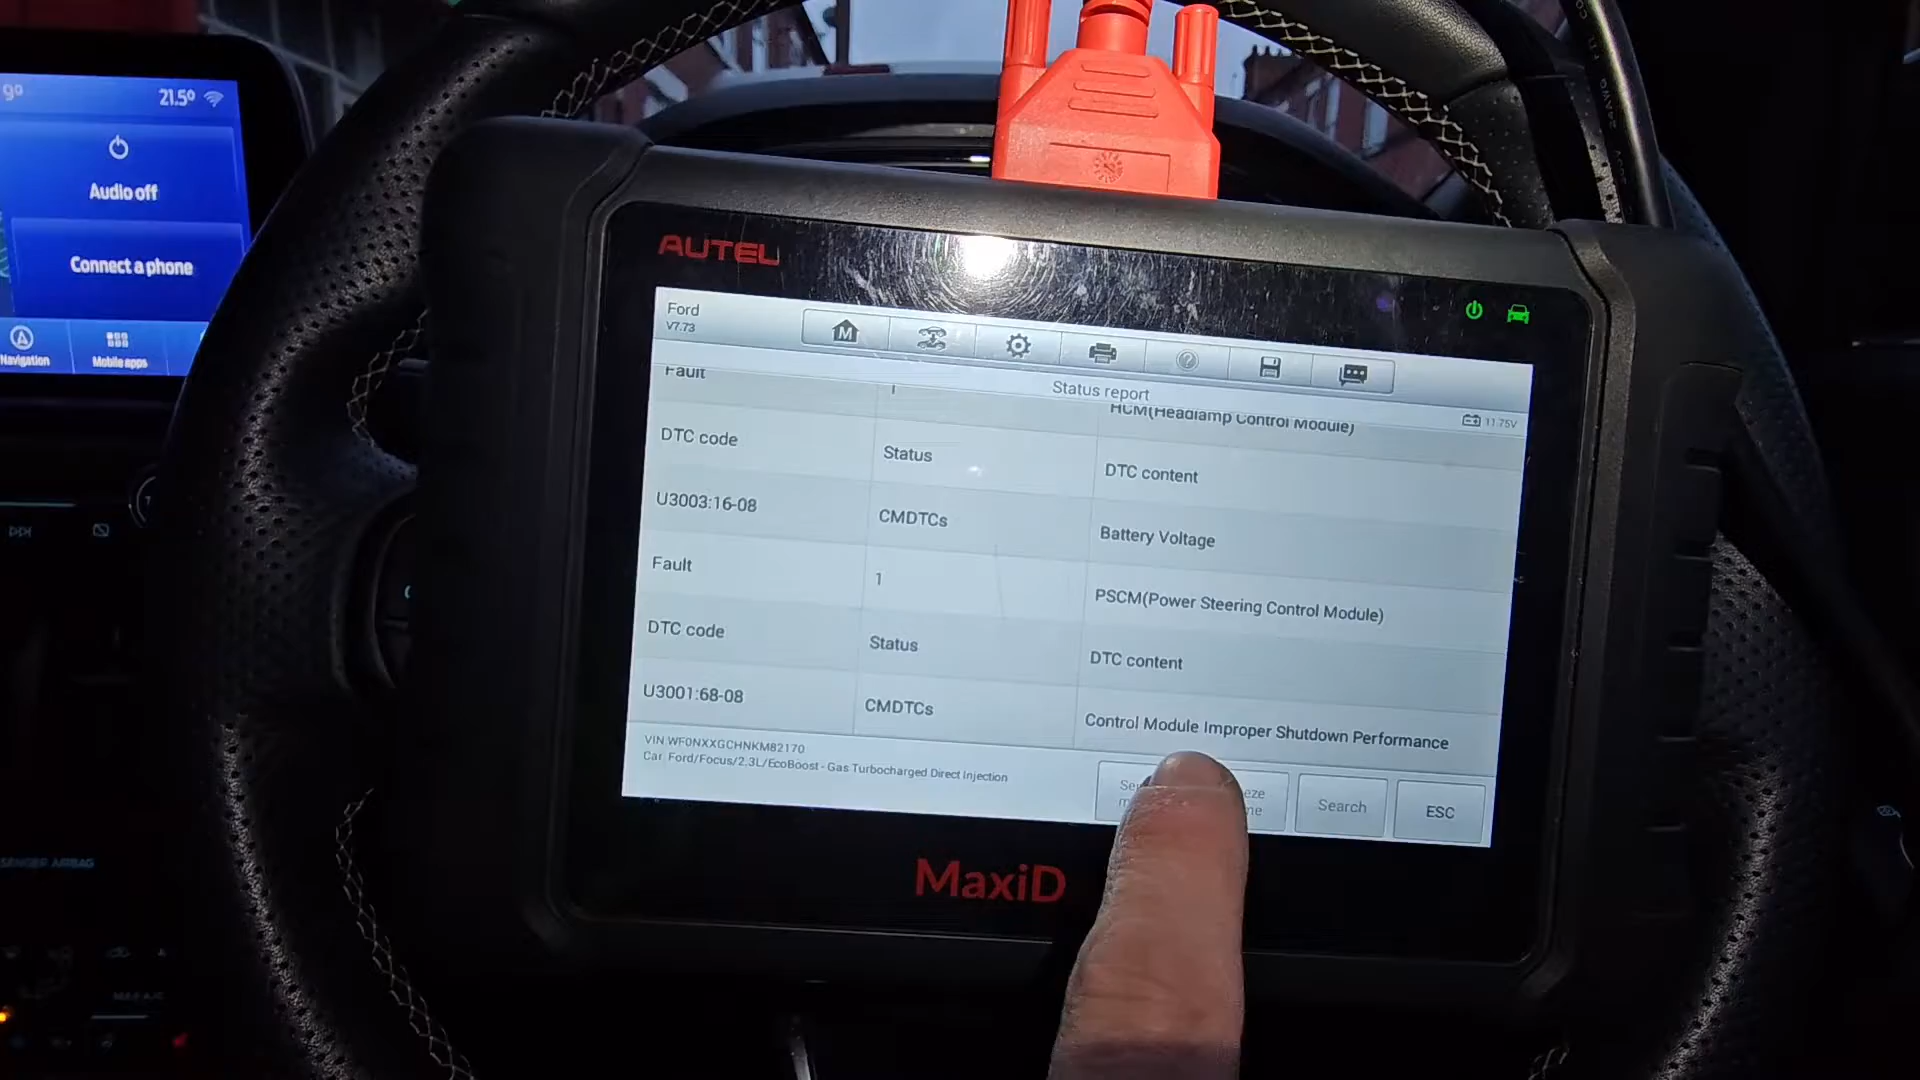 9°
21.5°
Audio off
Connect a phone
Navigation
Mobile apps
AUTEL
Ford
V7.73
M
Status report
11.75V
Fault
1
HCM(Headlamp Control Module)
DTC code
Status
DTC content
U3003:16-08
CMDTCs
Battery Voltage
Fault
1
PSCM(Power Steering Control Module)
DTC code
Status
DTC content
U3001:68-08
CMDTCs
Control Module Improper Shutdown Performance
VIN WF0NXXGCHNKM82170
Car Ford/Focus/2.3L/EcoBoost - Gas Turbocharged Direct Injection
Search
ESC
MaxiD
AIRBAG
MAX A/C